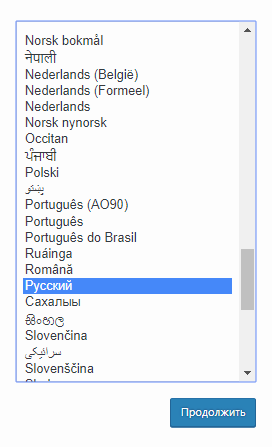 Norsk bokmål
नेपाली
Nederlands (België)
Nederlands (Formeel)
Nederlands
Norsk nynorsk
Occitan
ਪੰਜਾਬੀ
Polski
پښتو
Português (AO90)
Português
Português do Brasil
Ruáinga
Română
Русский
Сахалыы
සිංහල
Slovenčina
سرائیکی
Slovenščina
Продолжить